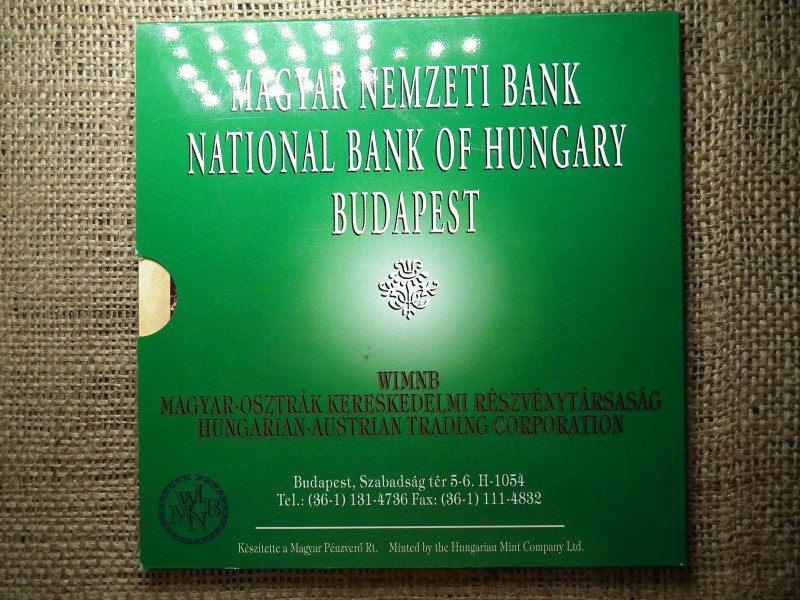 MAGYAR NEMZETI BANK
NATIONAL BANK OF HUNGARY
BUDAPEST
WIMNB
MAGYAR-OSZTRÁK KERESKEDELMI RÉSZVÉNYTÁRSASÁG
HUNGARIAN-AUSTRIAN TRADING CORPORATION
Budapest, Szabadság tér 5-6. H-1054
Tel.: (36-1) 131-4736 Fax: (36-1) 111-4832
WIMNB
Készítette a Magyar Pénzverő Rt. Minted by the Hungarian Mint Company Ltd.